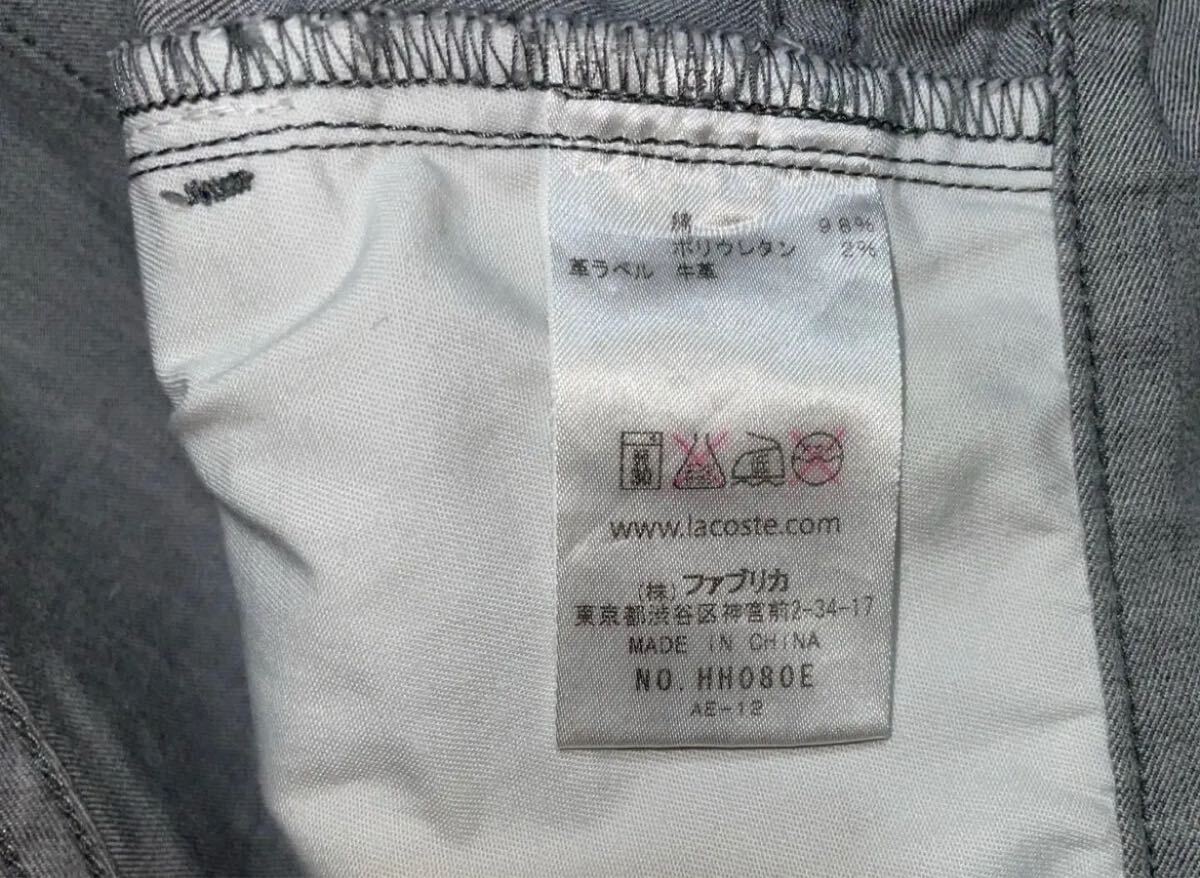 綿 98%
ポリウレタン 2%
革ラベル 牛革
www.lacoste.com
(株)ファブリカ
東京都渋谷区神宮前2-34-17
MADE IN CHINA
NO.HH080E
AE-12